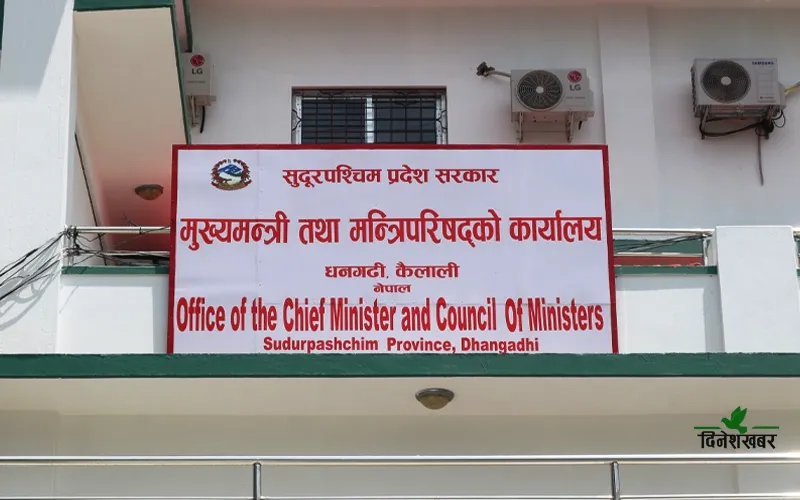 LG
LG
SAMSUNG
सुदूरपश्चिम प्रदेश सरकार
मुख्यमन्त्री तथा मन्त्रिपरिषद्को कार्यालय
धनगढी, कैलाली
नेपाल
Office of the Chief Minister and Council Of Ministers
Sudurpashchim Province, Dhangadhi
दिनेशखबर